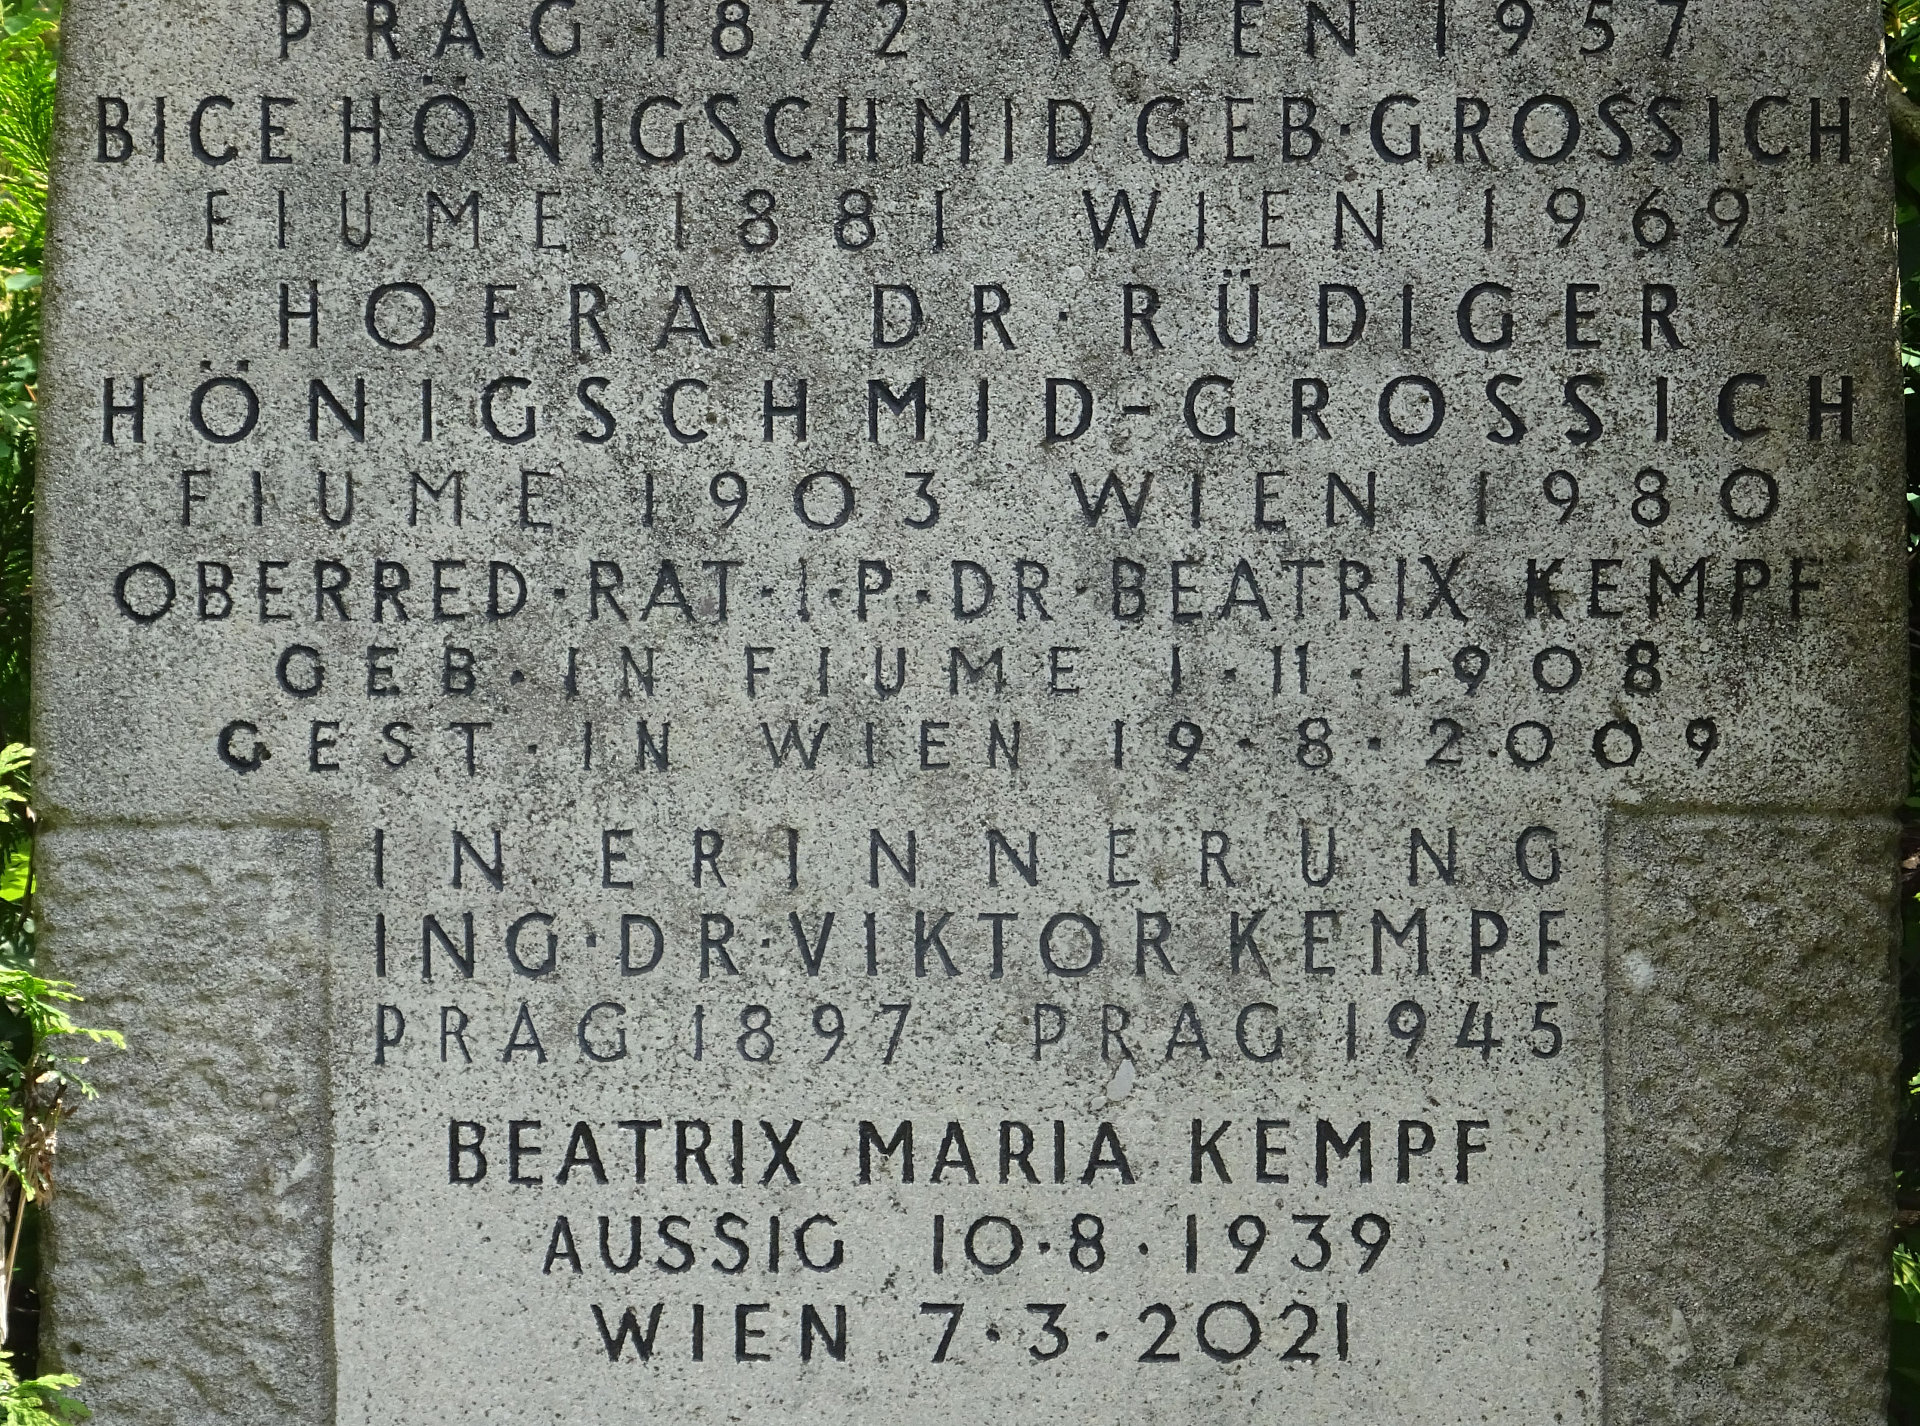 PRAG 1872 WIEN 1957
BICE HÖNIGSCHMID GEB·GROSSICH
FIUME 1881 WIEN 1969
HOFRAT DR·RÜDIGER
HÖNIGSCHMID-GROSSICH
FIUME 1903 WIEN 1980
OBERRED·RAT·I·P·DR·BEATRIX KEMPF
GEB·IN FIUME 1·11·1908
GEST·IN WIEN 19·8·2009
IN ERINNERUNG
ING·DR·VIKTOR KEMPF
PRAG 1897 PRAG 1945
BEATRIX MARIA KEMPF
AUSSIG 10·8·1939
WIEN 7·3·2021